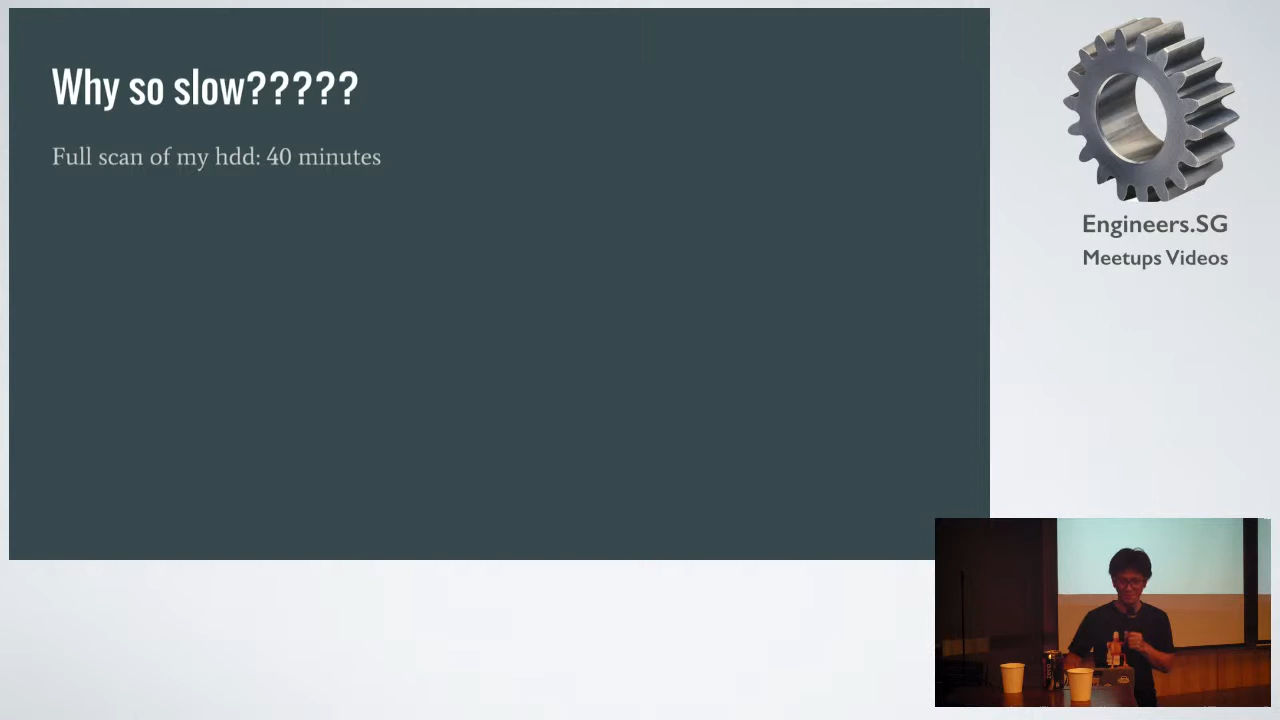 Why so slow?????
Full scan of my hdd: 40 minutes
Engineers.SG
Meetups Videos